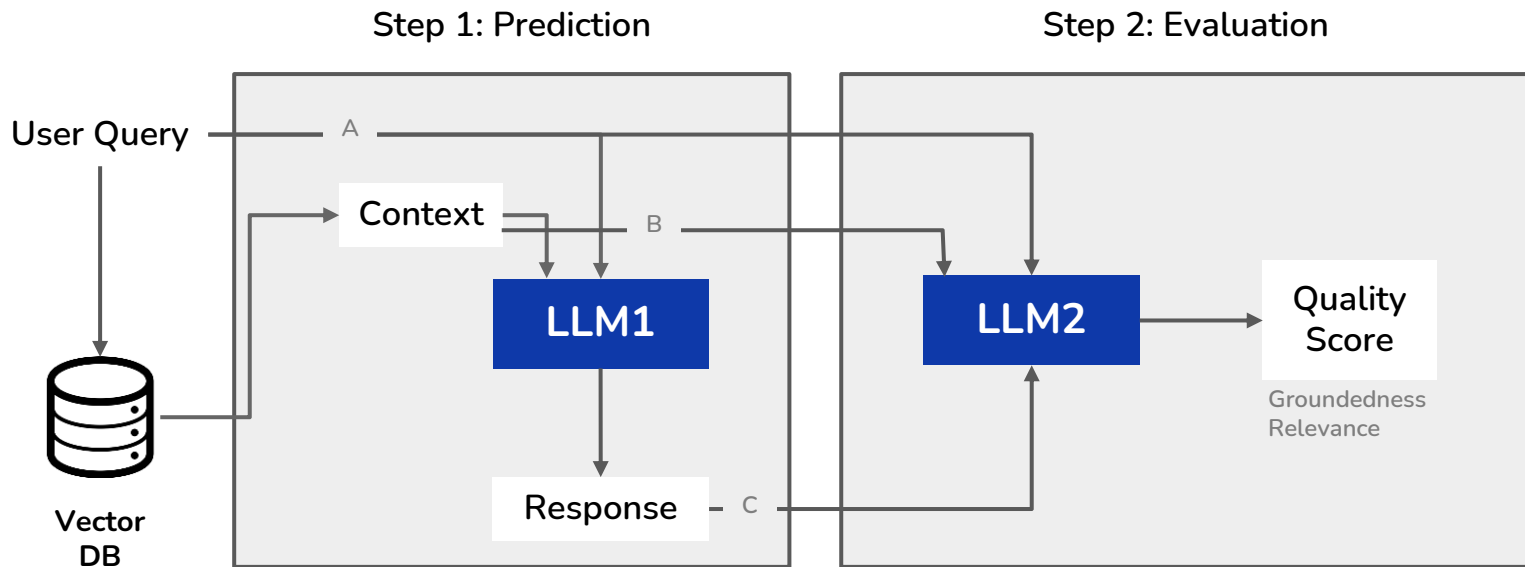 Step 1: Prediction
Step 2: Evaluation
User Query
A
Context
B
LLM1
LLM2
Quality
Score
Groundedness
Relevance
Response
C
Vector
DB